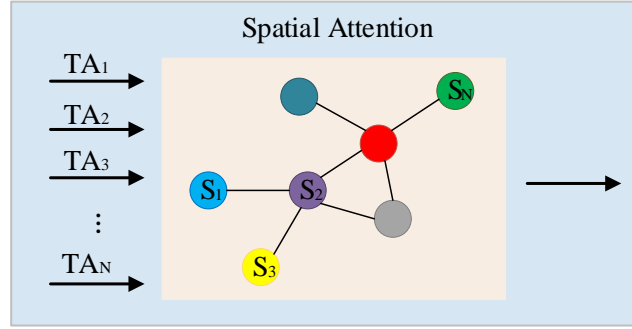 Spatial Attention
TA1
TA2
TA3
⋮
TAN
SN
S1
S2
S3